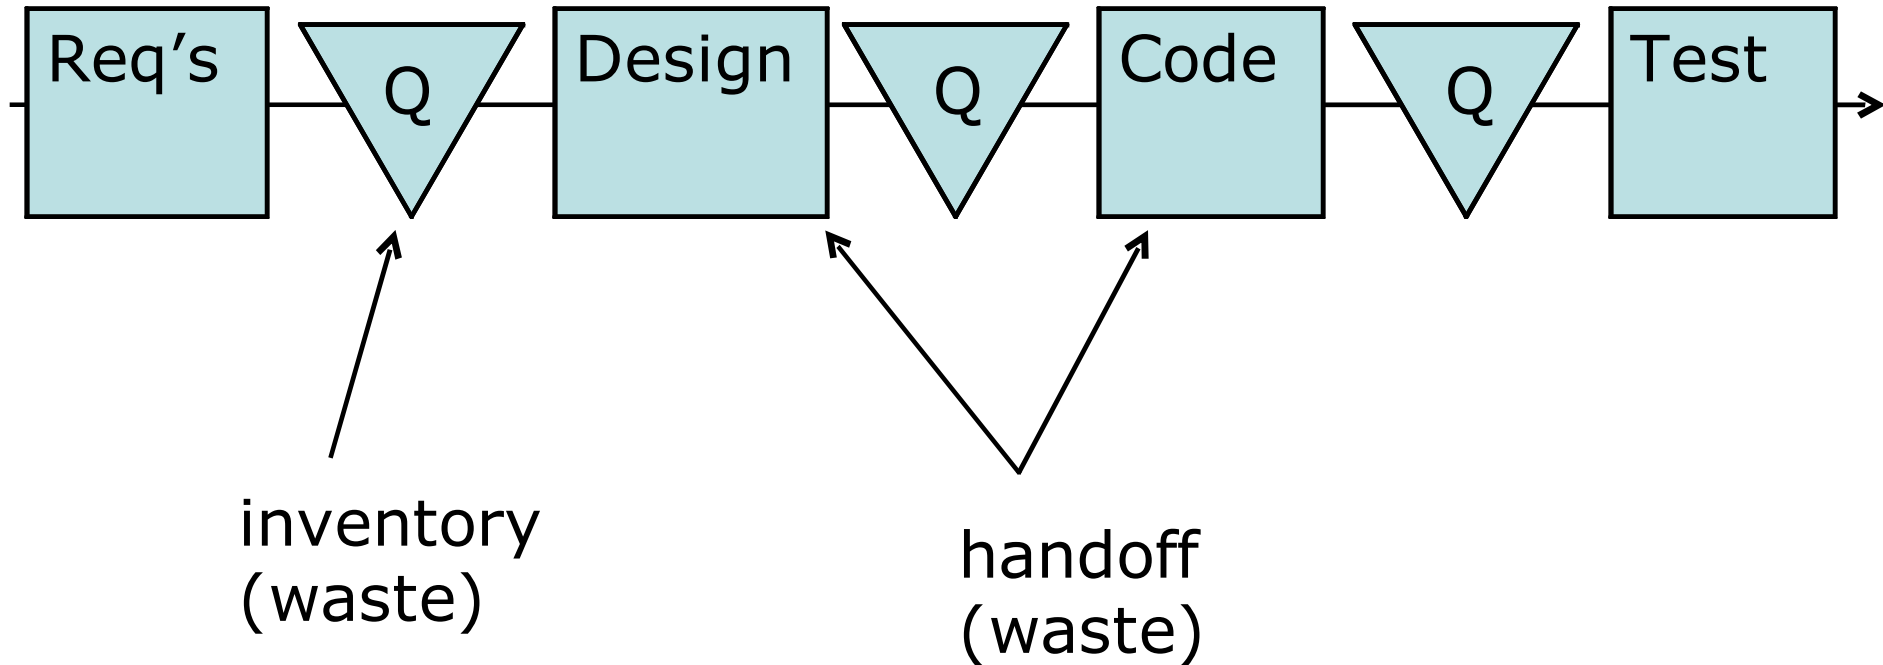 Req’s
Q
Design
Q
Code
Q
Test
inventory
(waste)
handoff
(waste)